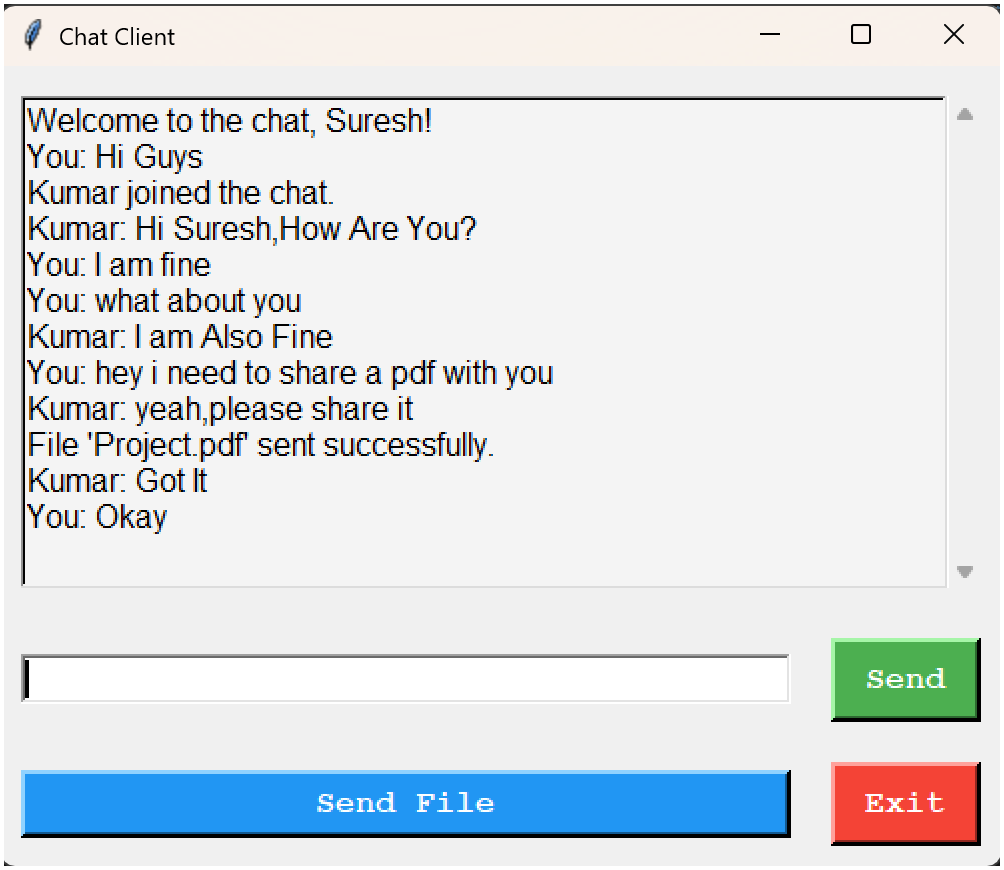 Chat Client
Welcome to the chat, Suresh!
You: Hi Guys
Kumar joined the chat.
Kumar: Hi Suresh,How Are You?
You: I am fine
You: what about you
Kumar: I am Also Fine
You: hey i need to share a pdf with you
Kumar: yeah,please share it
File 'Project.pdf' sent successfully.
Kumar: Got It
You: Okay
Send
Send File
Exit